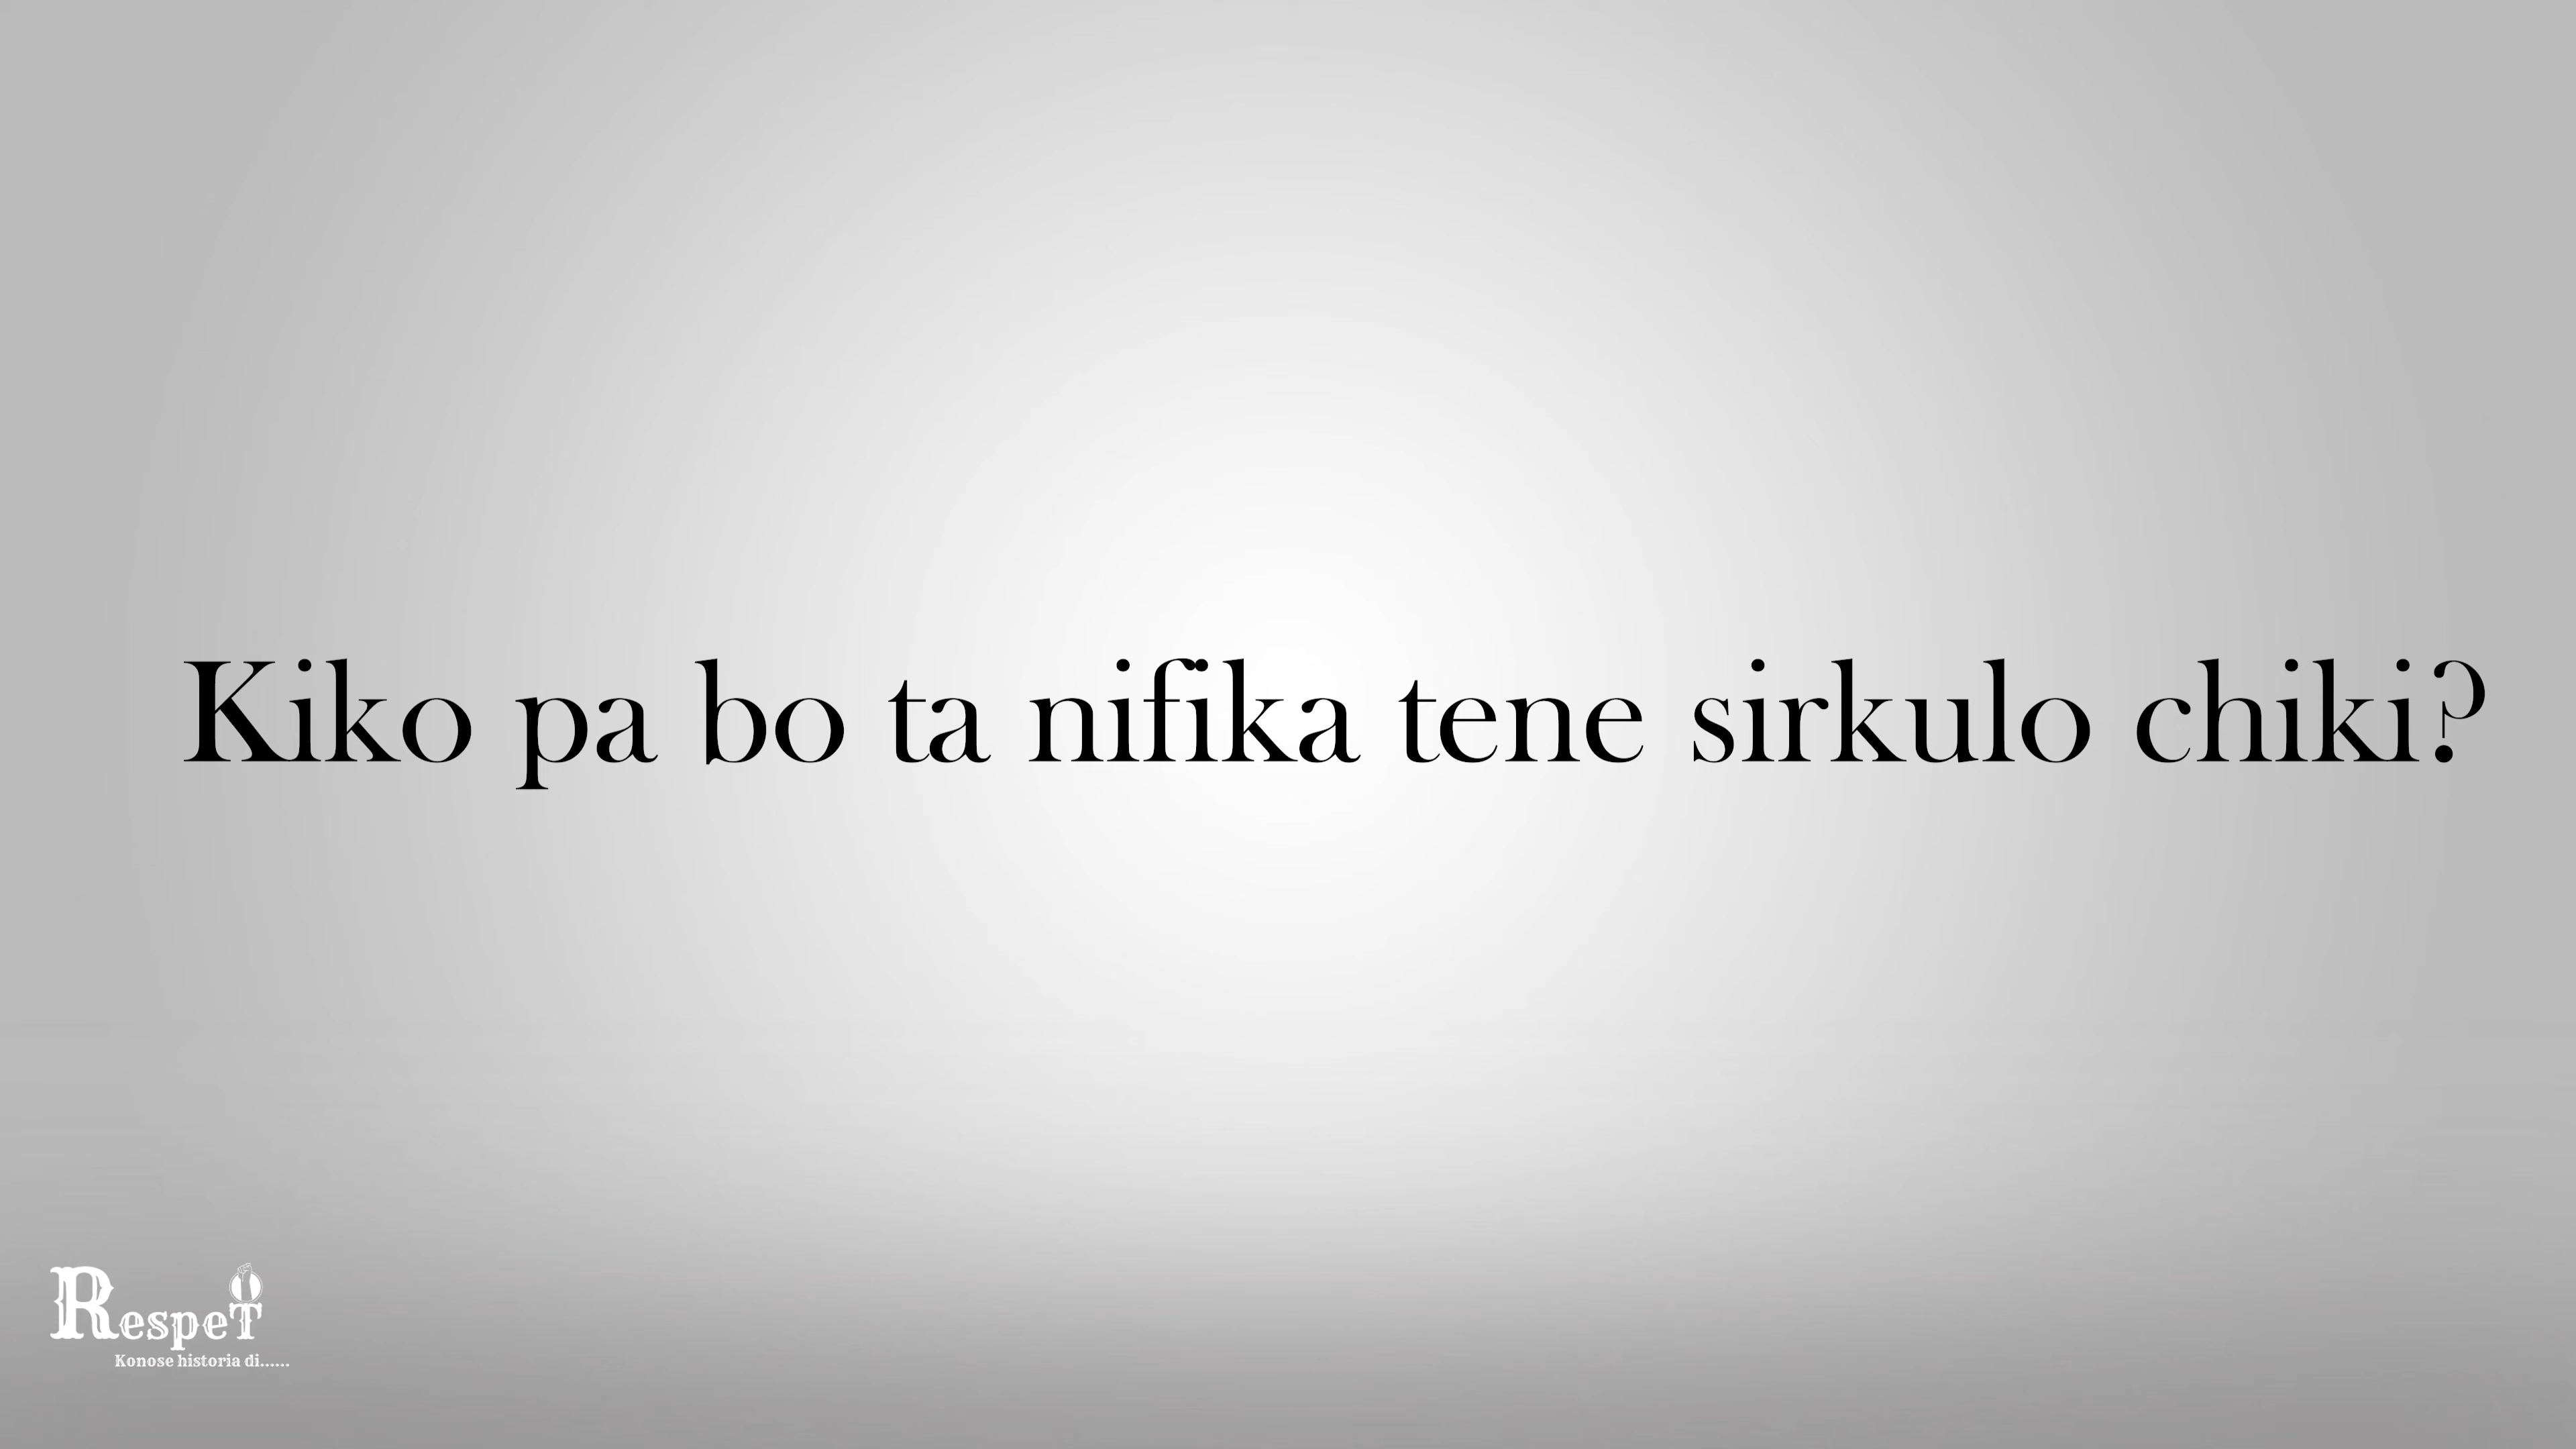 Kiko pa bo ta nifika tene sirkulo chiki?
RespeT
Konose historia di......